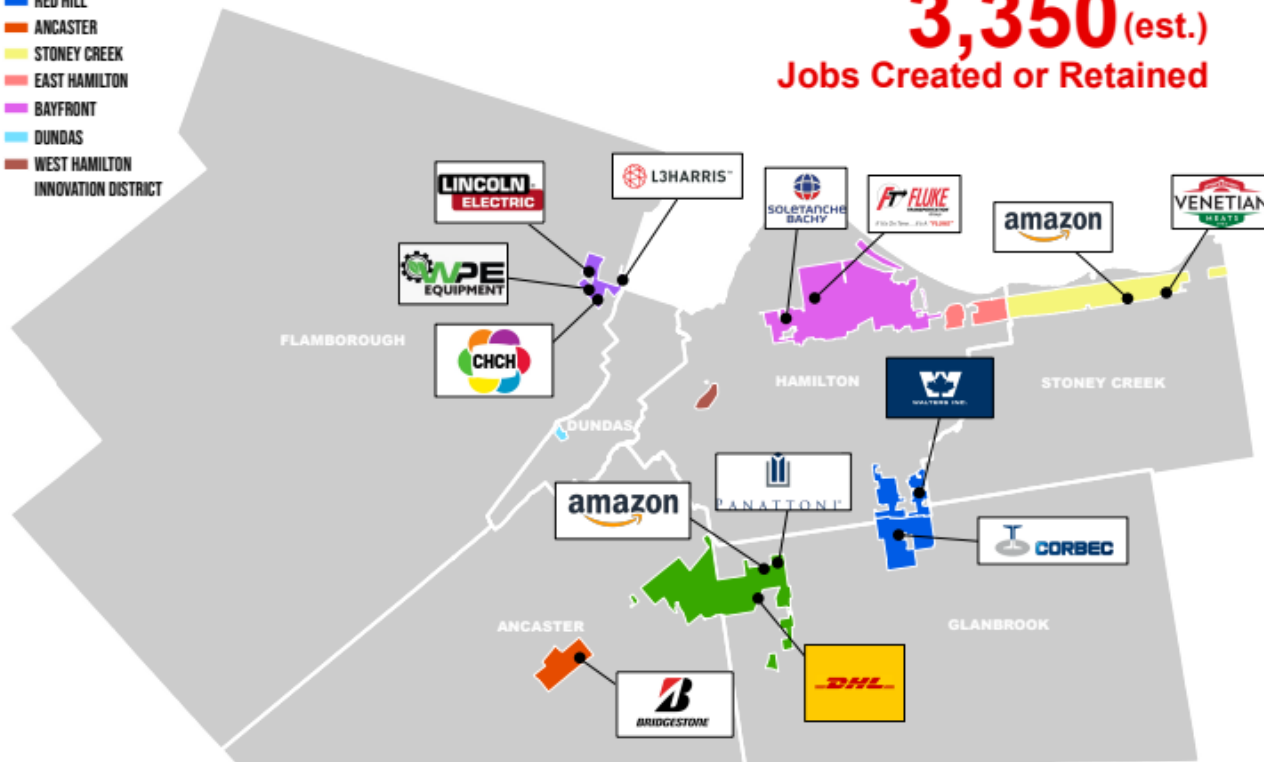 RED HILL
ANCASTER
STONEY CREEK
EAST HAMILTON
BAYFRONT
DUNDAS
WEST HAMILTON
INNOVATION DISTRICT
3,350 (est.)
Jobs Created or Retained
LINCOLN
ELECTRIC
L3HARRIS
SOLETANCHE
BACHY
FT FLUKE
TRANSPORTATION
amazon
VENETIAN
MEATS
WPE
EQUIPMENT
CHCH
FLAMBOROUGH
HAMILTON
STONEY CREEK
WALTERS INC.
DUNDAS
PANATTONI
amazon
CORBEC
ANCASTER
GLANBROOK
DHL
BRIDGESTONE